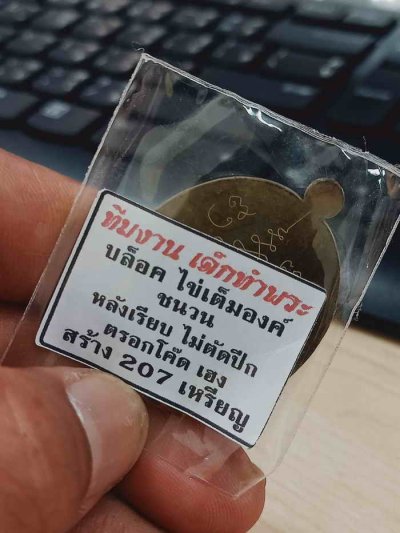 ทีมงาน เด็กทำพระ
บล็อค ไข่เต็มองค์
ชนวน
หลังเรียบ ไม่ตัดปีก
ตรอกโค๊ด เฮง
สร้าง 207 เหรียญ